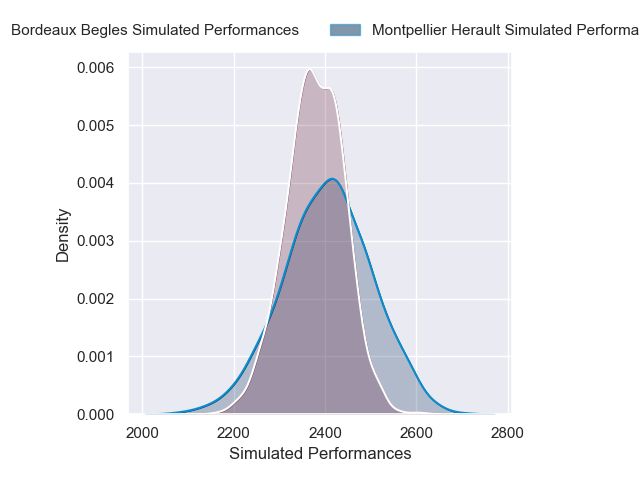 Bordeaux Begles Simulated Performances Montpellier Herault Simulated Performa
0.006
0.005
0.004
0.003
0.002
0.001
0.000
Density
2000 2200 2400 2600 2800
Simulated Performances